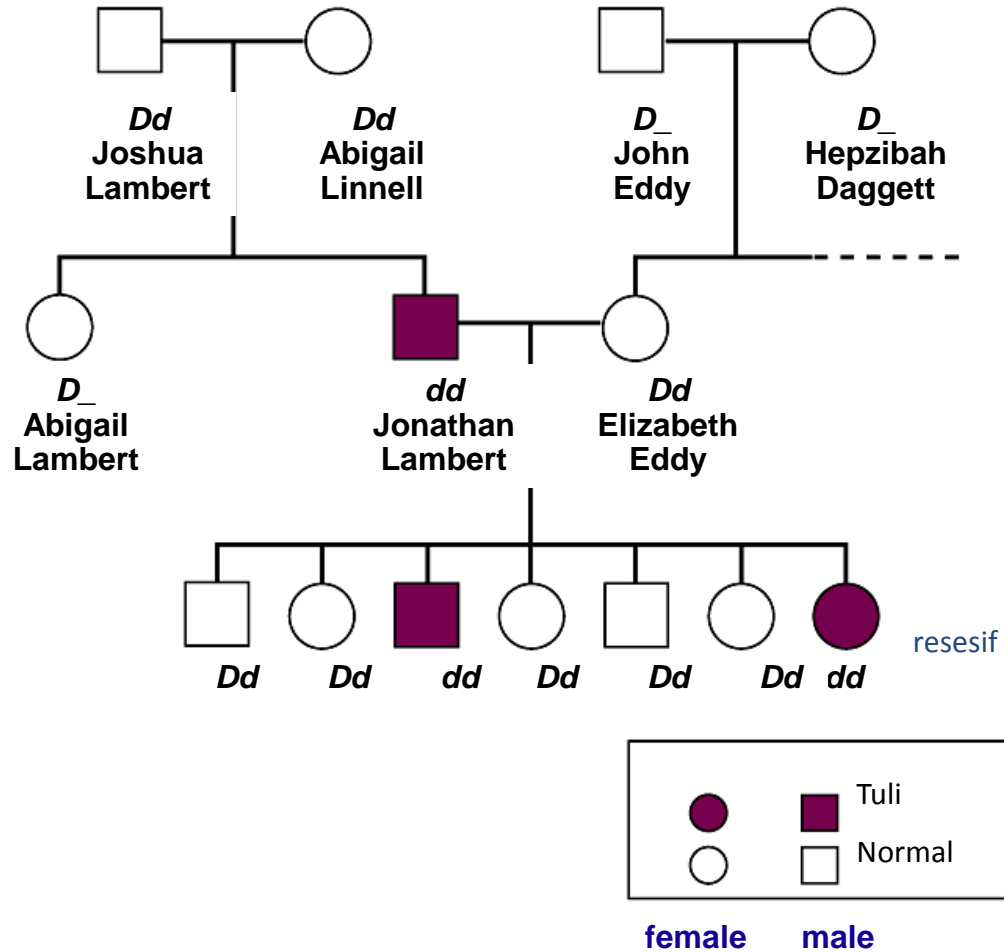 Dd
Joshua
Lambert
Dd
Abigail
Linnell
D_
John
Eddy
D_
Hepzibah
Daggett
D_
Abigail
Lambert
dd
Jonathan
Lambert
Dd
Elizabeth
Eddy
resesif
Dd Dd dd Dd Dd Dd dd
Tuli
Normal
female male